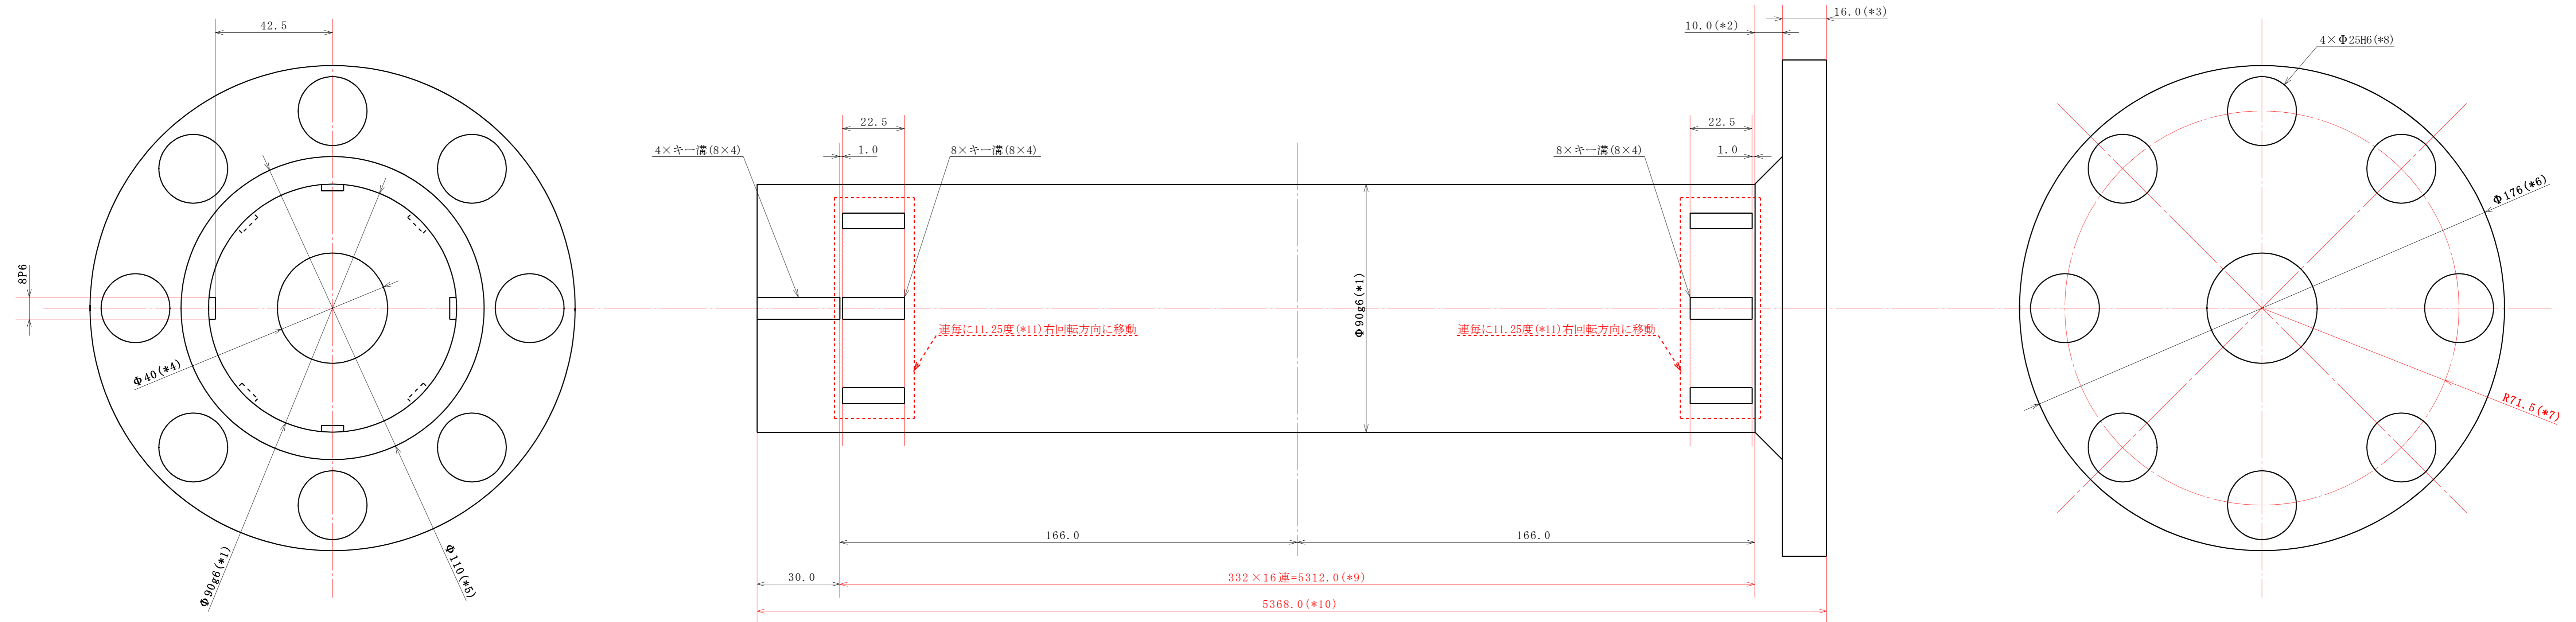 42.5
8P6
Φ40(*4)
Φ90g6(*1)
Φ110(*5)
16.0(*3)
10.0(*2)
22.5
22.5
4×キー溝(8×4)
1.0
8×キー溝(8×4)
8×キー溝(8×4)
1.0
連毎に11.25度(*11)右回転方向に移動
Φ90g6(*1)
連毎に11.25度(*11)右回転方向に移動
166.0
166.0
30.0
332×16連=5312.0(*9)
5368.0(*10)
4×Φ25H6(*8)
Φ176(*6)
R71.5(*7)